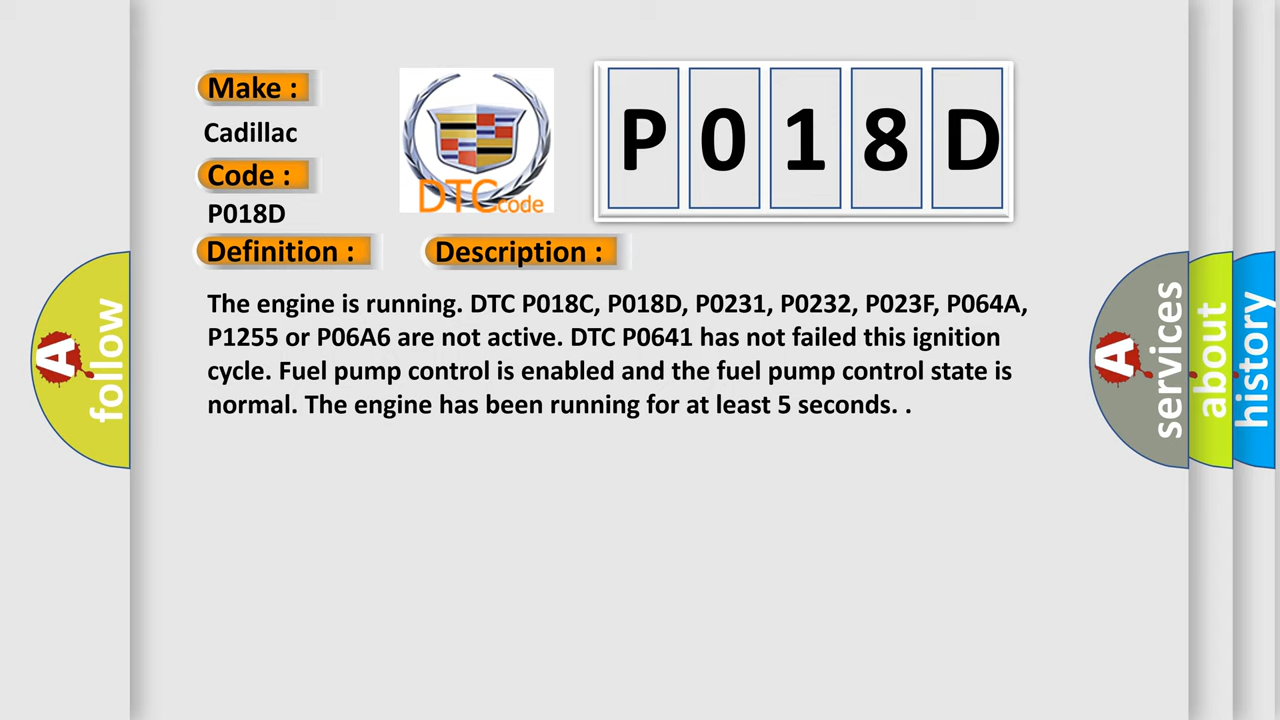 Make :
Cadillac
Code :
P018D
Definition :
Description :
DTC code
P 0 1 8 D
The engine is running. DTC P018C, P018D, P0231, P0232, P023F, P064A,
P1255 or P06A6 are not active. DTC P0641 has not failed this ignition
cycle. Fuel pump control is enabled and the fuel pump control state is
normal. The engine has been running for at least 5 seconds. .
A follow
A services
about
history